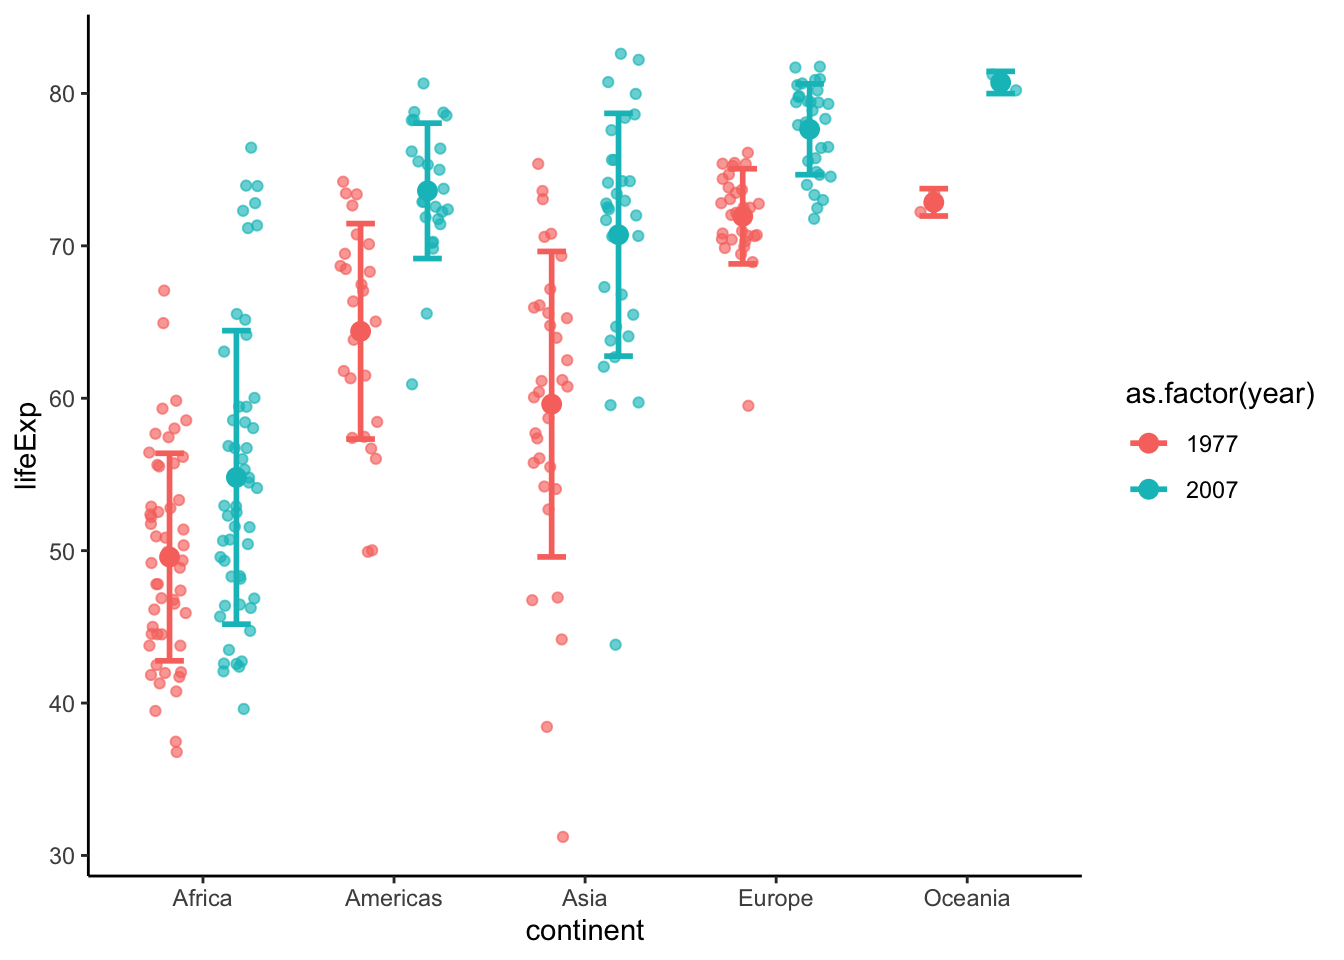 lifeExp
80
70
60
50
40
30
Africa
Americas
Asia
Europe
Oceania
continent
as.factor(year)
1977
2007